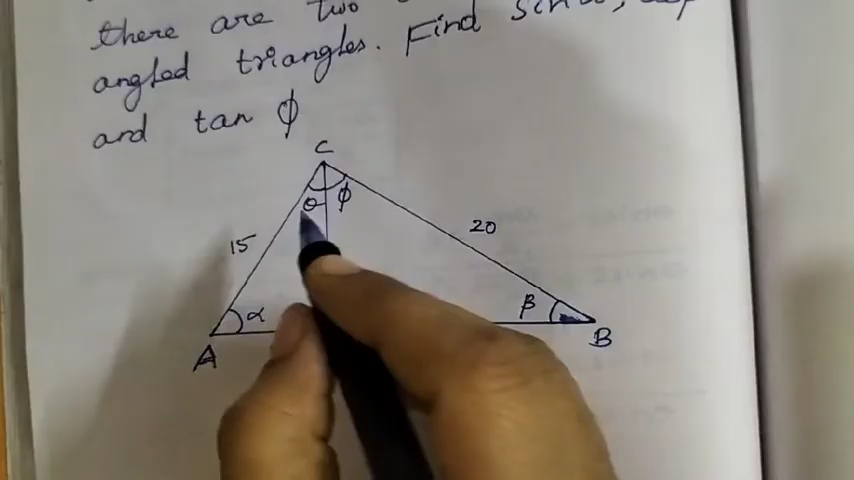 there are two
angled triangles. Find
and tan ϕ
C
θ ϕ
15 20
α β
A B